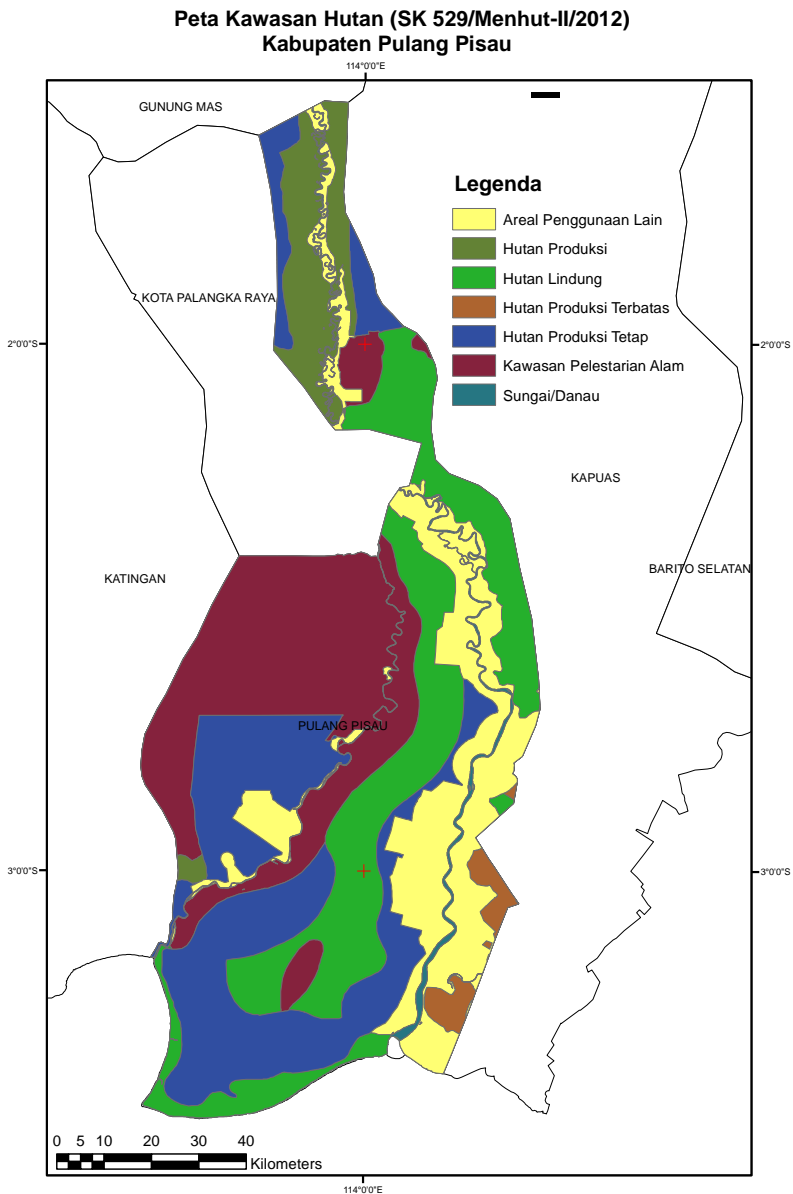 Peta Kawasan Hutan (SK 529/Menhut-II/2012)
Kabupaten Pulang Pisau
114°0'0"E
GUNUNG MAS
Legenda
Areal Penggunaan Lain
Hutan Produksi
Hutan Lindung
KOTA PALANGKA RAYA
Hutan Produksi Terbatas
Hutan Produksi Tetap
2°0'0"S
2°0'0"S
Kawasan Pelestarian Alam
Sungai/Danau
KAPUAS
BARITO SELATAN
KATINGAN
PULANG PISAU
3°0'0"S
3°0'0"S
0 5 10 20 30 40
Kilometers
114°0'0"E